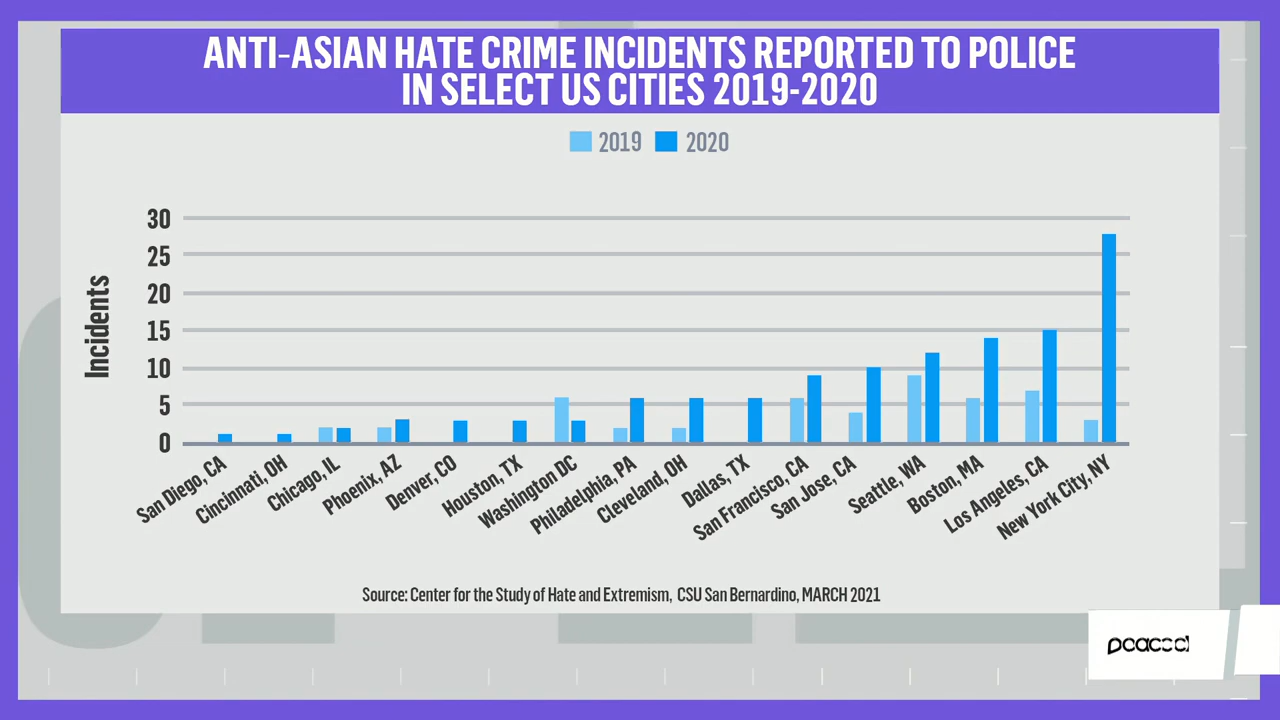 ANTI-ASIAN HATE CRIME INCIDENTS REPORTED TO POLICE
IN SELECT US CITIES 2019-2020
2019 2020
Incidents
30
25
20
15
10
5
0
San Diego, CA
Cincinnati, OH
Chicago, IL
Phoenix, AZ
Denver, CO
Houston, TX
Washington DC
Philadelphia, PA
Cleveland, OH
Dallas, TX
San Francisco, CA
San Jose, CA
Seattle, WA
Boston, MA
Los Angeles, CA
New York City, NY
Source: Center for the Study of Hate and Extremism, CSU San Bernardino, MARCH 2021